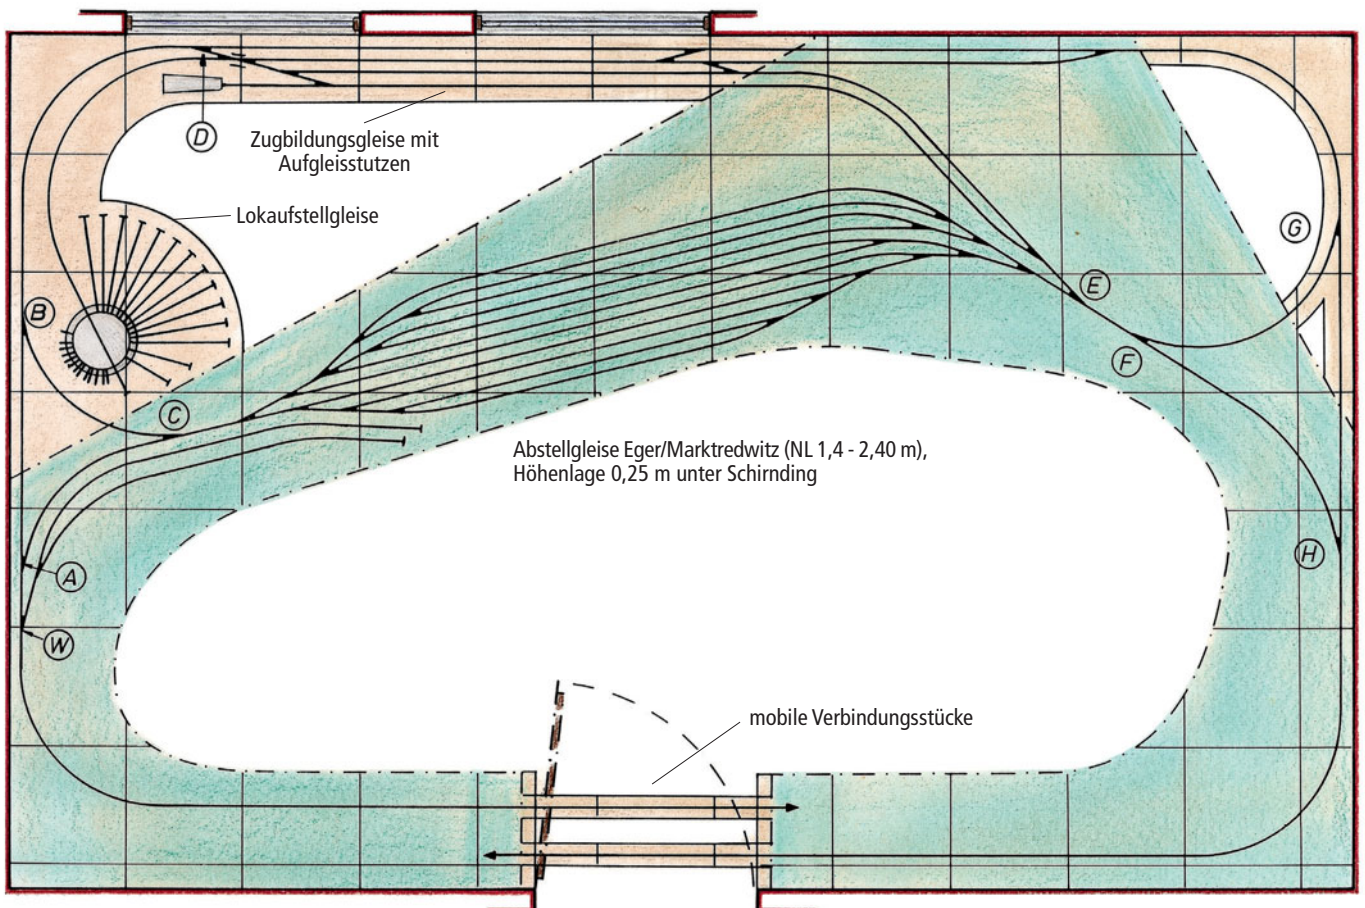 D
Zugbildungsgleise mit
Aufgleisstutzen
Lokaufstellgleise
G
E
B
F
C
Abstellgleise Eger/Marktredwitz (NL 1,4 - 2,40 m),
Höhenlage 0,25 m unter Schirnding
H
A
W
mobile Verbindungsstücke